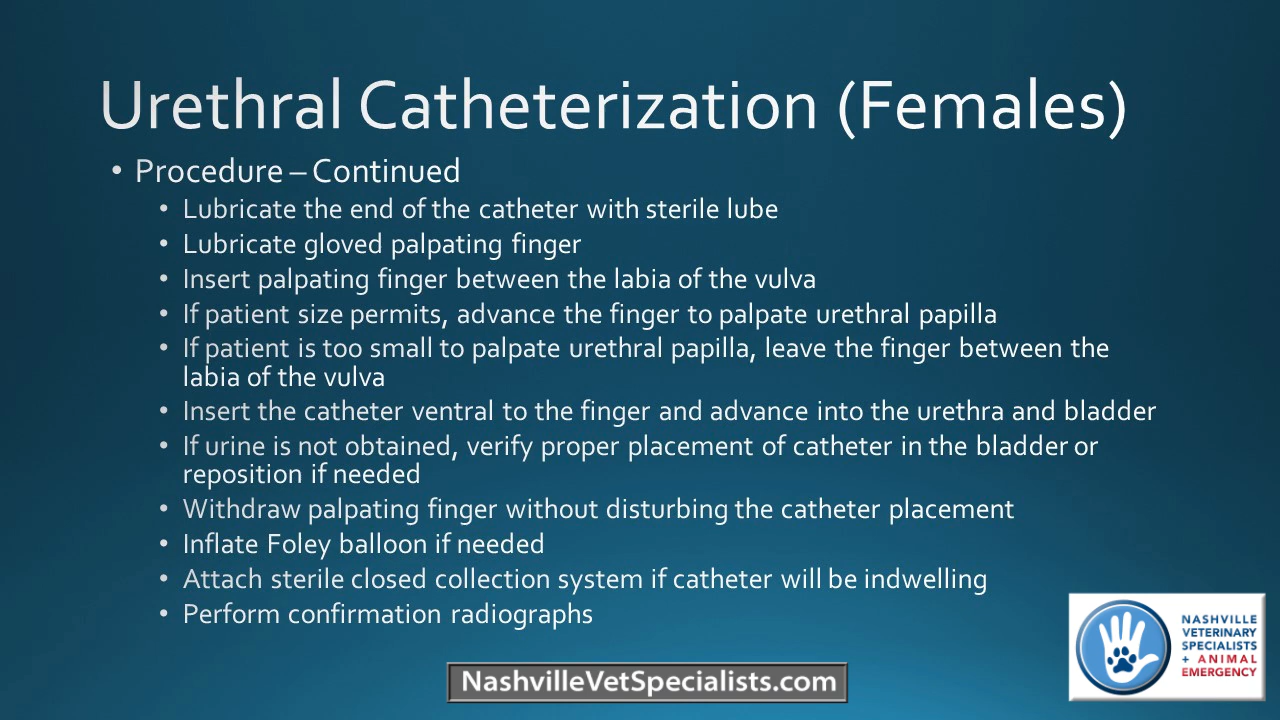 Urethral Catheterization (Females)
• Procedure – Continued
• Lubricate the end of the catheter with sterile lube
• Lubricate gloved palpating finger
• Insert palpating finger between the labia of the vulva
• If patient size permits, advance the finger to palpate urethral papilla
• If patient is too small to palpate urethral papilla, leave the finger between the
labia of the vulva
• Insert the catheter ventral to the finger and advance into the urethra and bladder
• If urine is not obtained, verify proper placement of catheter in the bladder or
reposition if needed
• Withdraw palpating finger without disturbing the catheter placement
• Inflate Foley balloon if needed
• Attach sterile closed collection system if catheter will be indwelling
• Perform confirmation radiographs
NASHVILLE
VETERINARY
SPECIALISTS
+ ANIMAL
EMERGENCY
NashvilleVetSpecialists.com